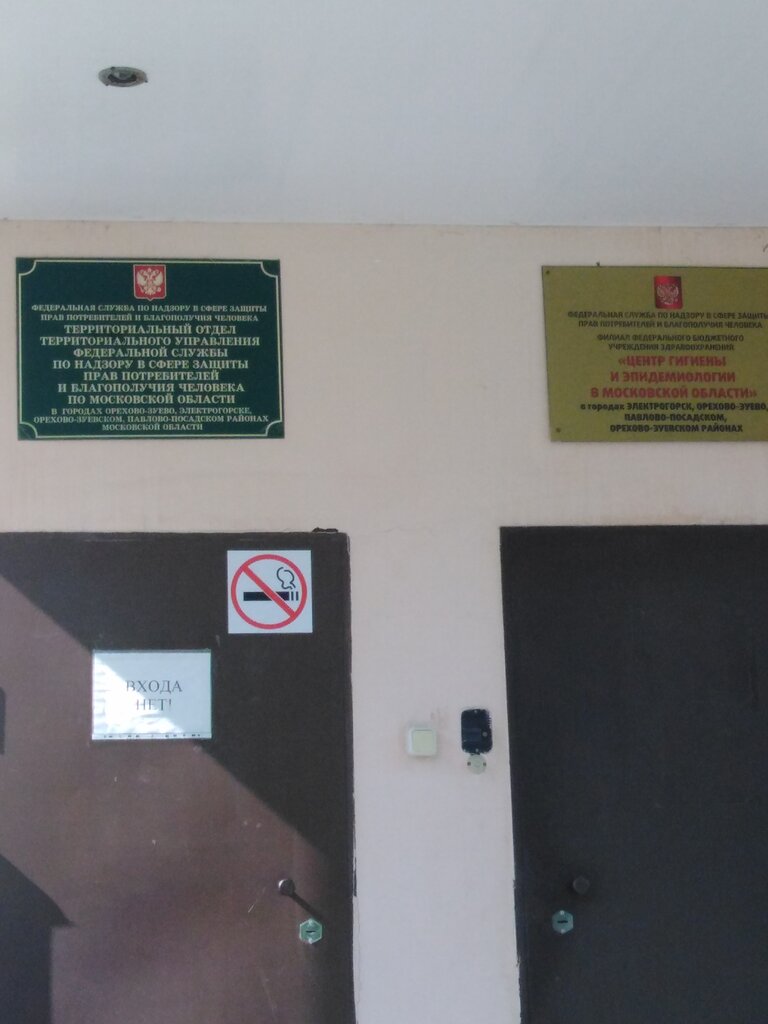 ФЕДЕРАЛЬНАЯ СЛУЖБА ПО НАДЗОРУ В СФЕРЕ ЗАЩИТЫ
ПРАВ ПОТРЕБИТЕЛЕЙ И БЛАГОПОЛУЧИЯ ЧЕЛОВЕКА
ТЕРРИТОРИАЛЬНЫЙ ОТДЕЛ
ТЕРРИТОРИАЛЬНОГО УПРАВЛЕНИЯ
ФЕДЕРАЛЬНОЙ СЛУЖБЫ
ПО НАДЗОРУ В СФЕРЕ ЗАЩИТЫ
ПРАВ ПОТРЕБИТЕЛЕЙ
И БЛАГОПОЛУЧИЯ ЧЕЛОВЕКА
ПО МОСКОВСКОЙ ОБЛАСТИ
В ГОРОДАХ ОРЕХОВО-ЗУЕВО, ЭЛЕКТРОГОРСКЕ,
ОРЕХОВО-ЗУЕВСКОМ, ПАВЛОВО-ПОСАДСКОМ РАЙОНАХ
МОСКОВСКОЙ ОБЛАСТИ
ФЕДЕРАЛЬНАЯ СЛУЖБА ПО НАДЗОРУ В СФЕРЕ ЗАЩИТЫ
ПРАВ ПОТРЕБИТЕЛЕЙ И БЛАГОПОЛУЧИЯ ЧЕЛОВЕКА
ФИЛИАЛ ФЕДЕРАЛЬНОГО БЮДЖЕТНОГО
УЧРЕЖДЕНИЯ ЗДРАВООХРАНЕНИЯ
«ЦЕНТР ГИГИЕНЫ
И ЭПИДЕМИОЛОГИИ
В МОСКОВСКОЙ ОБЛАСТИ»
в городах ЭЛЕКТРОГОРСК, ОРЕХОВО-ЗУЕВО,
ПАВЛОВО-ПОСАДСКОМ,
ОРЕХОВО-ЗУЕВСКОМ РАЙОНАХ
ВХОДА
НЕТ!